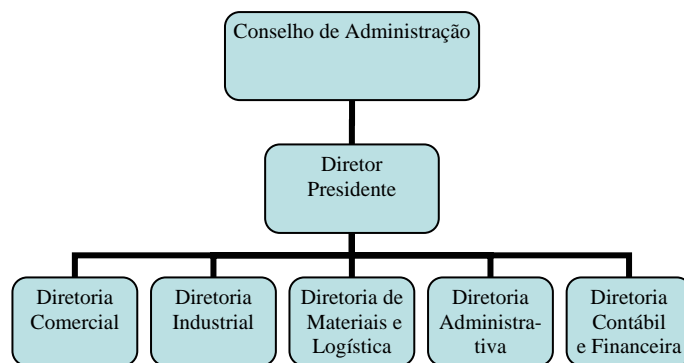 Conselho de Administração
Diretor
Presidente
Diretoria
Comercial
Diretoria
Industrial
Diretoria de
Materiais e
Logística
Diretoria
Administra-
tiva
Diretoria
Contábil
e Financeira